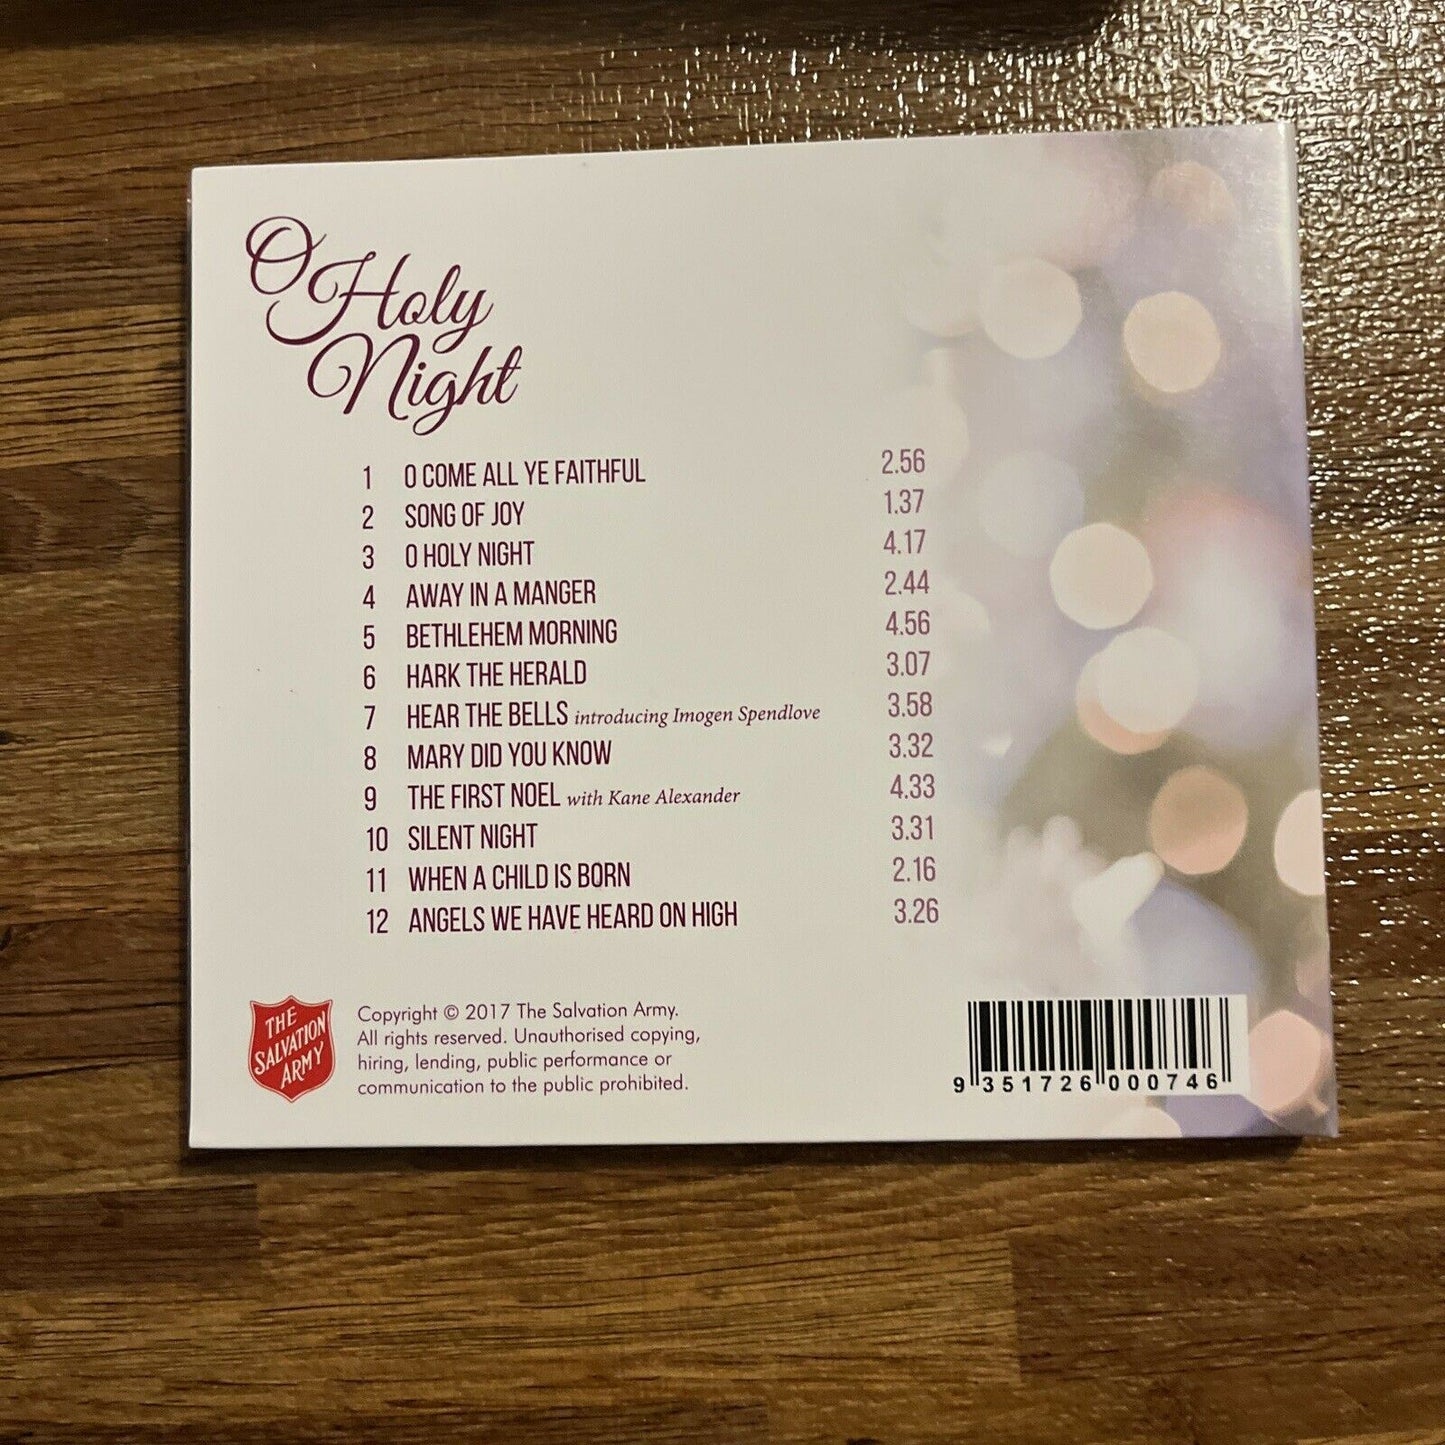 O Holy
Night
1 O COME ALL YE FAITHFUL 2.56
2 SONG OF JOY 1.37
3 O HOLY NIGHT 4.17
4 AWAY IN A MANGER 2.44
5 BETHLEHEM MORNING 4.56
6 HARK THE HERALD 3.07
7 HEAR THE BELLS introducing Imogen Spendlove 3.58
8 MARY DID YOU KNOW 3.32
9 THE FIRST NOEL with Kane Alexander 4.33
10 SILENT NIGHT 3.31
11 WHEN A CHILD IS BORN 2.16
12 ANGELS WE HAVE HEARD ON HIGH 3.26
THE
SALVATION
ARMY
Copyright © 2017 The Salvation Army.
All rights reserved. Unauthorised copying,
hiring, lending, public performance or
communication to the public prohibited.
9 351726 000746